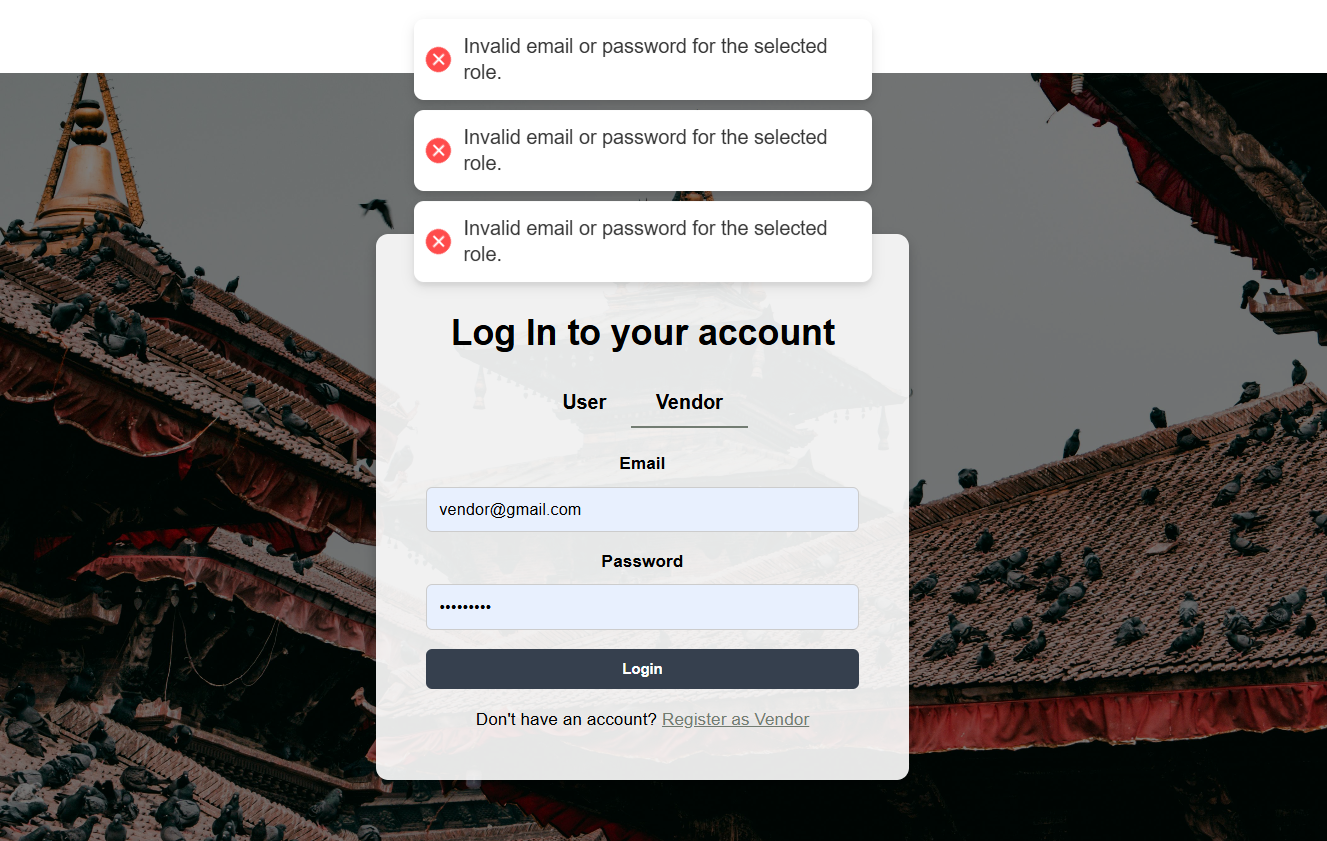 Invalid email or password for the selected
role.
Invalid email or password for the selected
role.
Invalid email or password for the selected
role.
Log In to your account
User Vendor
Email
vendor@gmail.com
Password
•••••••••
Login
Don't have an account? Register as Vendor